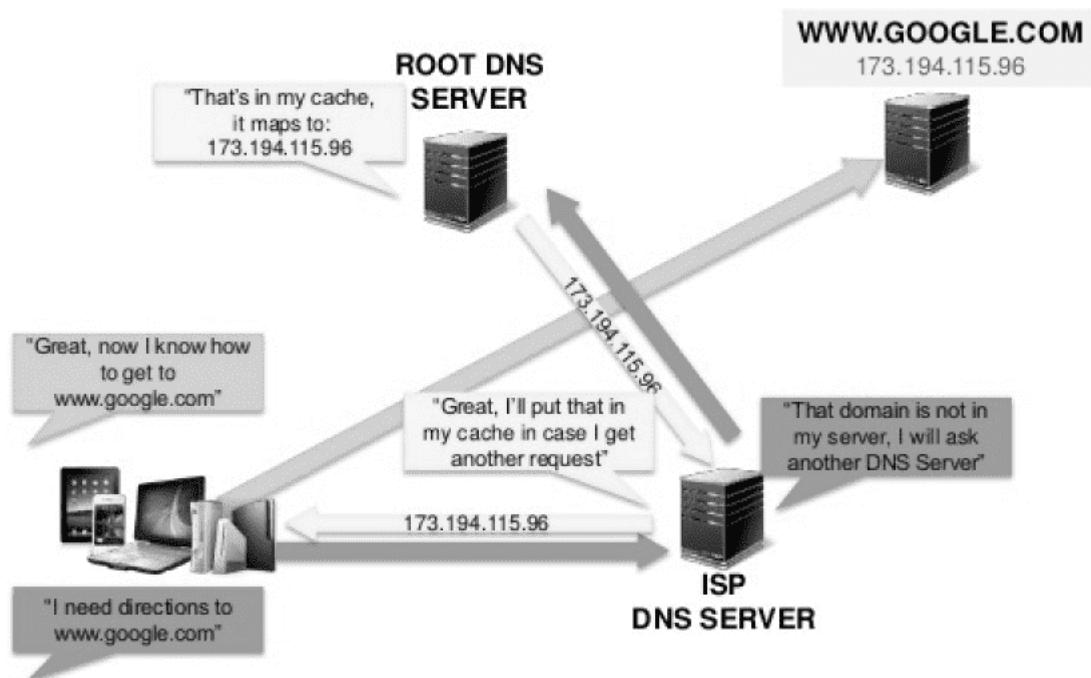 WWW.GOOGLE.COM
173.194.115.96
ROOT DNS
SERVER
"That's in my cache,
it maps to:
173.194.115.96
173.194.115.96
"Great, now I know how
to get to
www.google.com"
"Great, I'll put that in
my cache in case I get
another request"
"That domain is not in
my server, I will ask
another DNS Server"
173.194.115.96
ISP
DNS SERVER
"I need directions to
www.google.com"